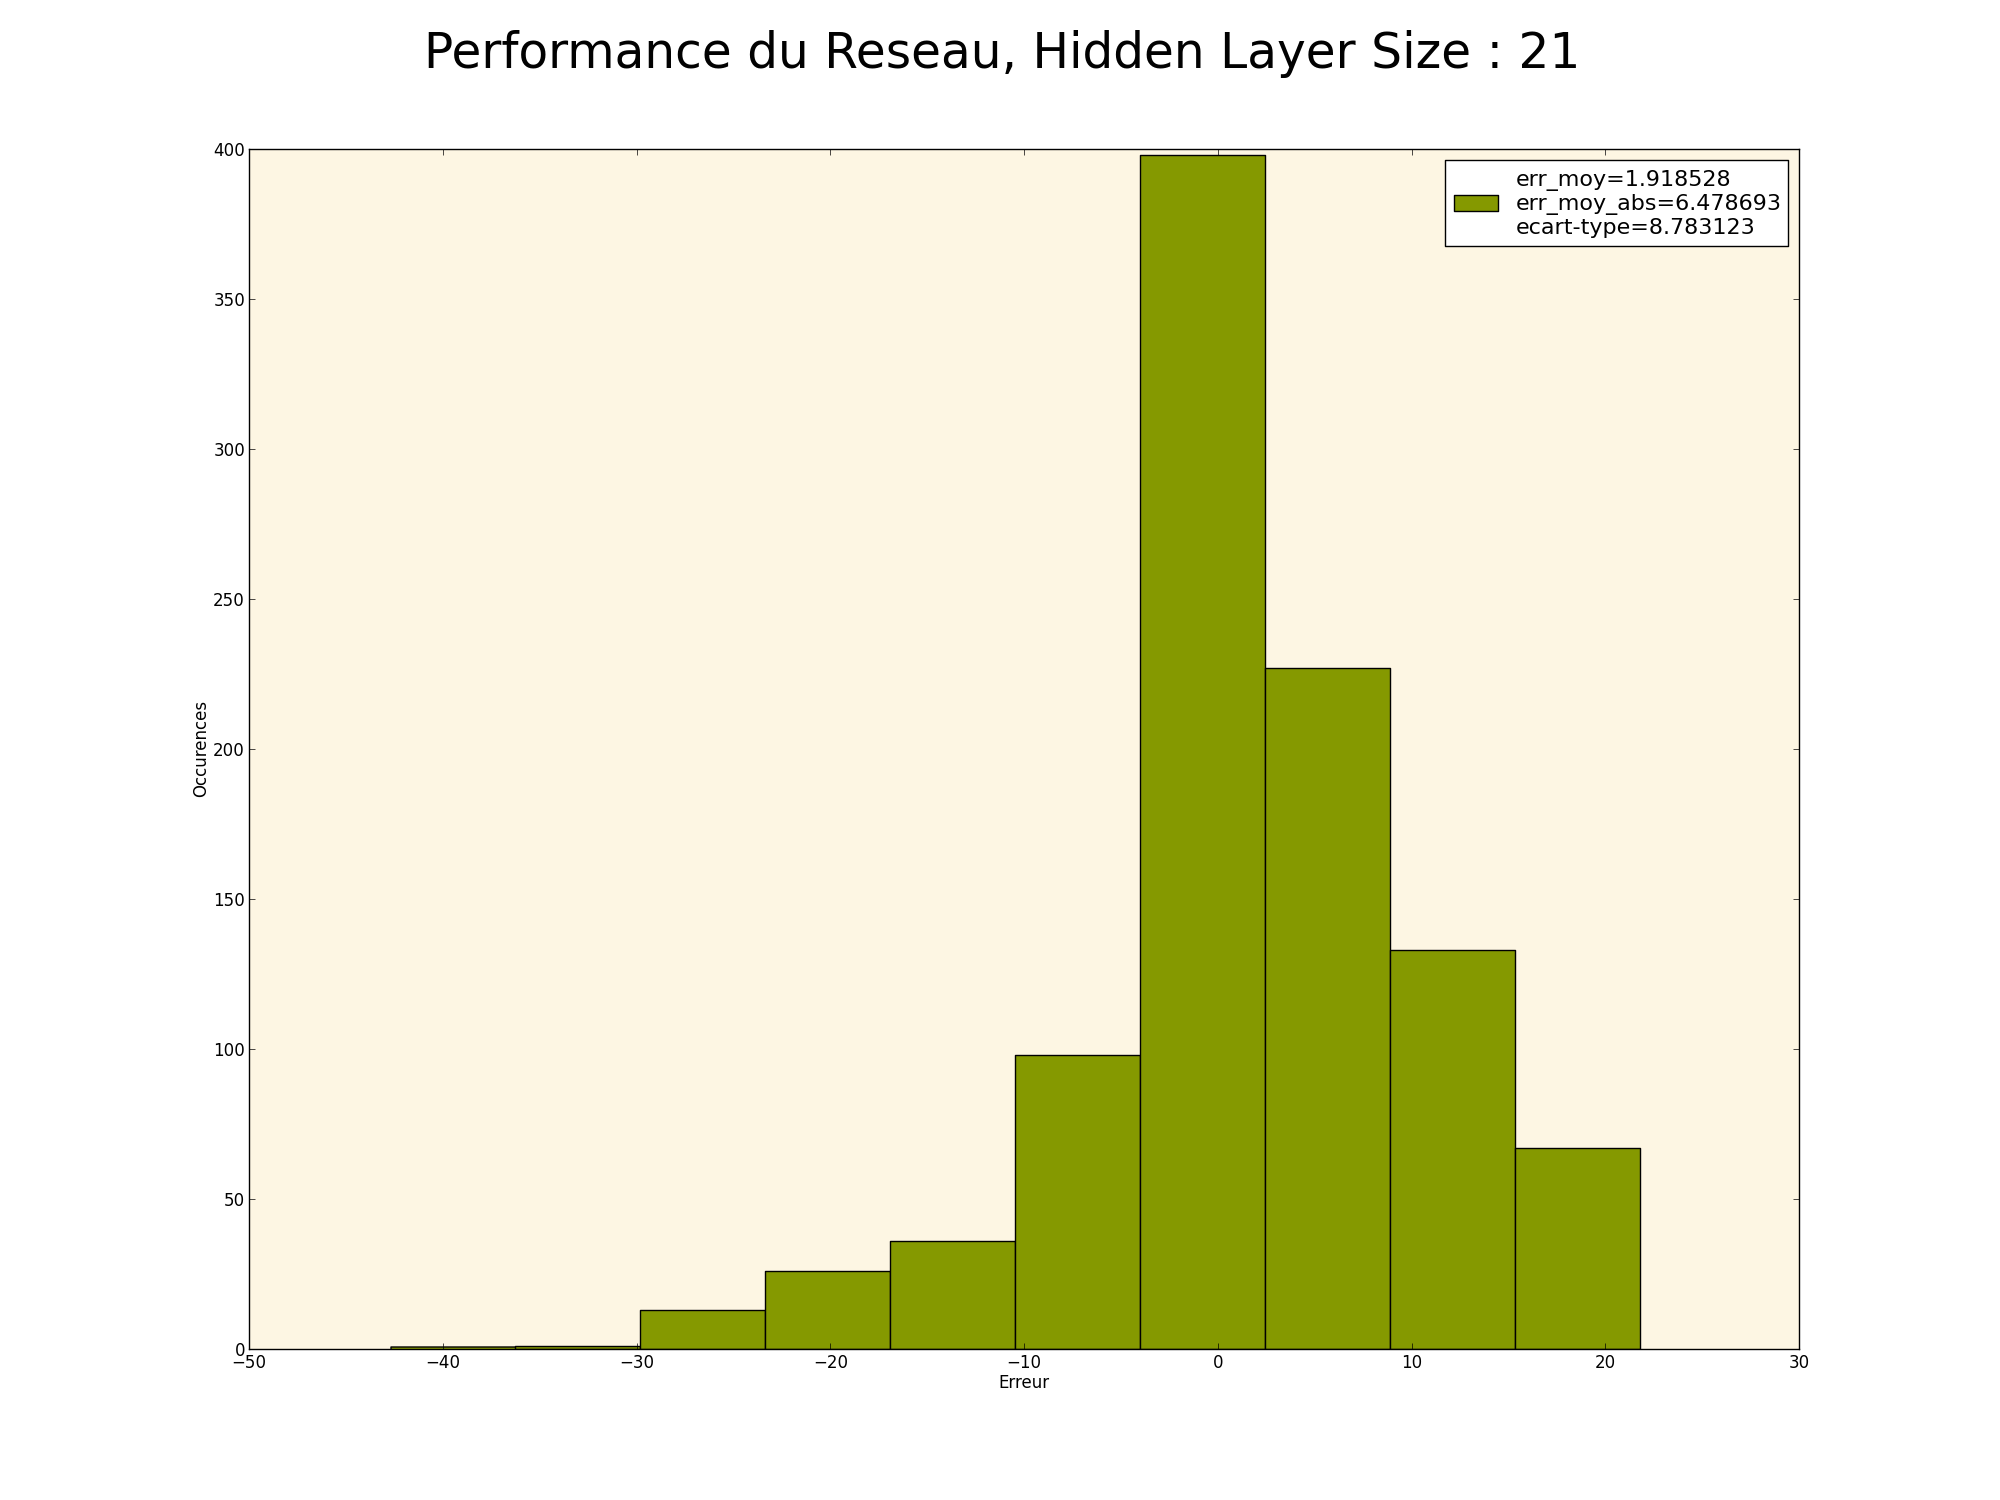 Performance du Reseau, Hidden Layer Size : 21
400
350
300
250
200
150
100
50
0
Occurences
err_moy=1.918528
err_moy_abs=6.478693
ecart-type=8.783123
−50 −40 −30 −20 −10 0 10 20 30
Erreur